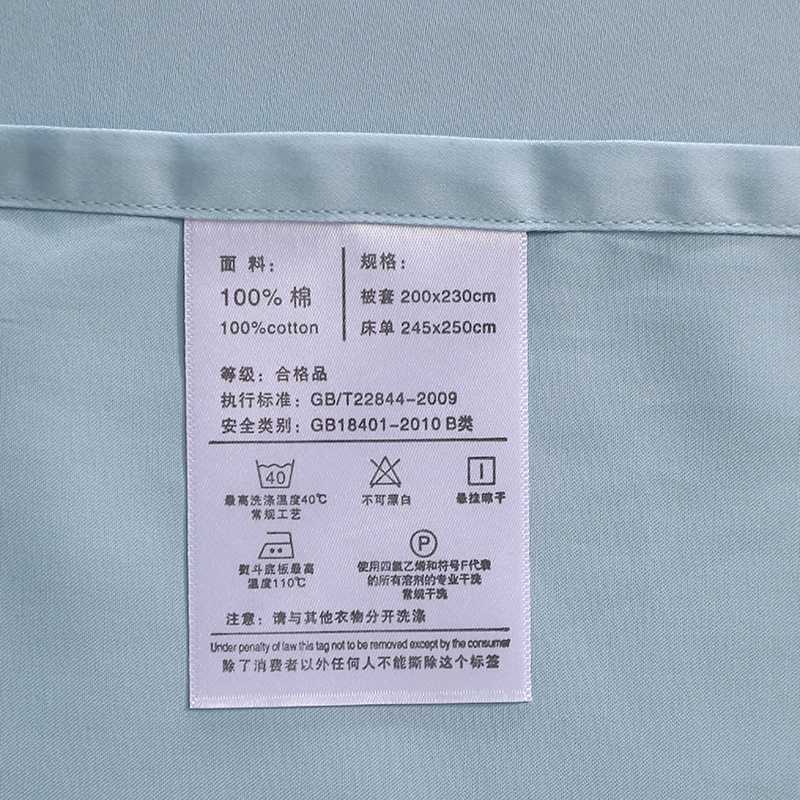 面 料：
100% 棉
100%cotton
规格：
被套 200x230cm
床单 245x250cm
等级：合格品
执行标准：GB/T22844-2009
安全类别：GB18401-2010 B类
40
最高洗涤温度40℃
常规工艺
不可漂白
悬挂晾干
熨斗底板最高
温度110℃
P
使用四氯乙烯和符号F代表
的所有溶剂的专业干洗
常规干洗
注意：请与其他衣物分开洗涤
Under penalty of law this tag not to be removed except by the consumer
除了消费者以外任何人不能撕除这个标签